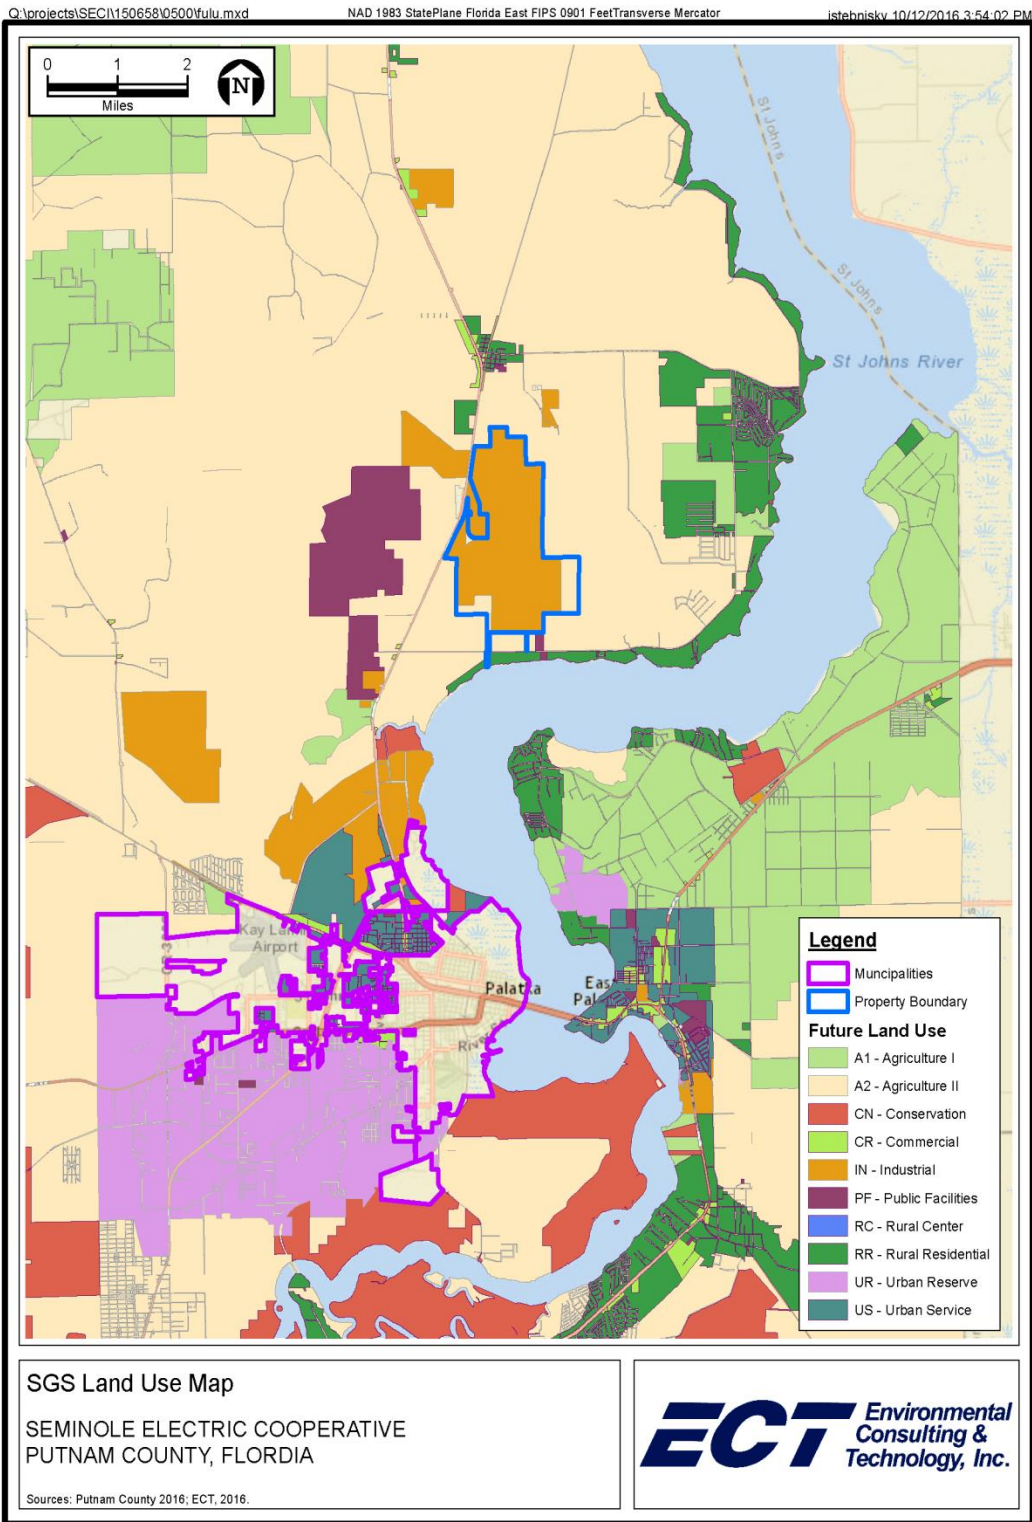 Q:\projects\SECI\150658\0500\fulu.mxd
NAD 1983 StatePlane Florida East FIPS 0901 FeetTransverse Mercator
jstebnisky 10/12/2016 3:54:02 PM
0 1 2
Miles
N
St Johns
St Johns
St Johns River
Airport
Palatka
East
Legend
Muncipalities
Property Boundary
Future Land Use
A1 - Agriculture I
A2 - Agriculture II
CN - Conservation
CR - Commercial
IN - Industrial
PF - Public Facilities
RC - Rural Center
RR - Rural Residential
UR - Urban Reserve
US - Urban Service
SGS Land Use Map
SEMINOLE ELECTRIC COOPERATIVE
PUTNAM COUNTY, FLORDIA
Sources: Putnam County 2016; ECT, 2016.
ECT
Environmental
Consulting &
Technology, Inc.